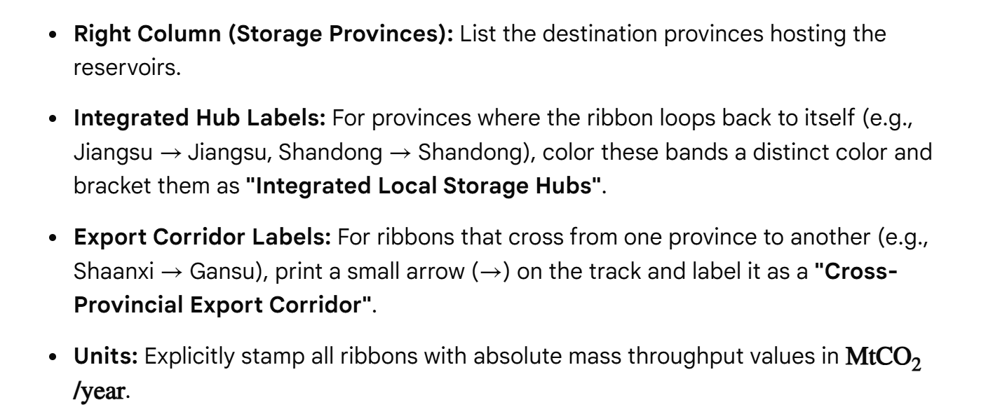 • Right Column (Storage Provinces): List the destination provinces hosting the
reservoirs.
• Integrated Hub Labels: For provinces where the ribbon loops back to itself (e.g.,
Jiangsu → Jiangsu, Shandong → Shandong), color these bands a distinct color and
bracket them as "Integrated Local Storage Hubs".
• Export Corridor Labels: For ribbons that cross from one province to another (e.g.,
Shaanxi → Gansu), print a small arrow (→) on the track and label it as a "Cross-
Provincial Export Corridor".
• Units: Explicitly stamp all ribbons with absolute mass throughput values in MtCO₂
/year.